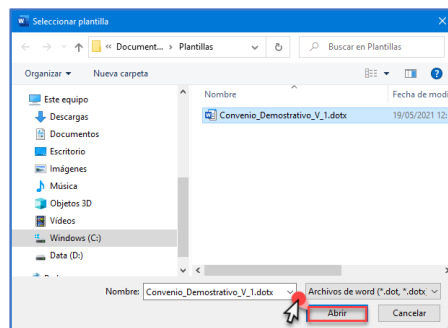 Seleccionar plantilla
« Document... > Plantillas
Buscar en Plantillas
Organizar
Nueva carpeta
Nombre
Fecha de modi
Este equipo
Descargas
Documentos
Escritorio
Imágenes
Música
Objetos 3D
Vídeos
Windows (C:)
Data (D:)
Convenio_Demostrativo_V_1.dotx
19/05/2021 12:
Nombre:
Convenio_Demostrativo_V_1.dotx
Archivos de word (*.dot, *.dotx,
Abrir
Cancelar